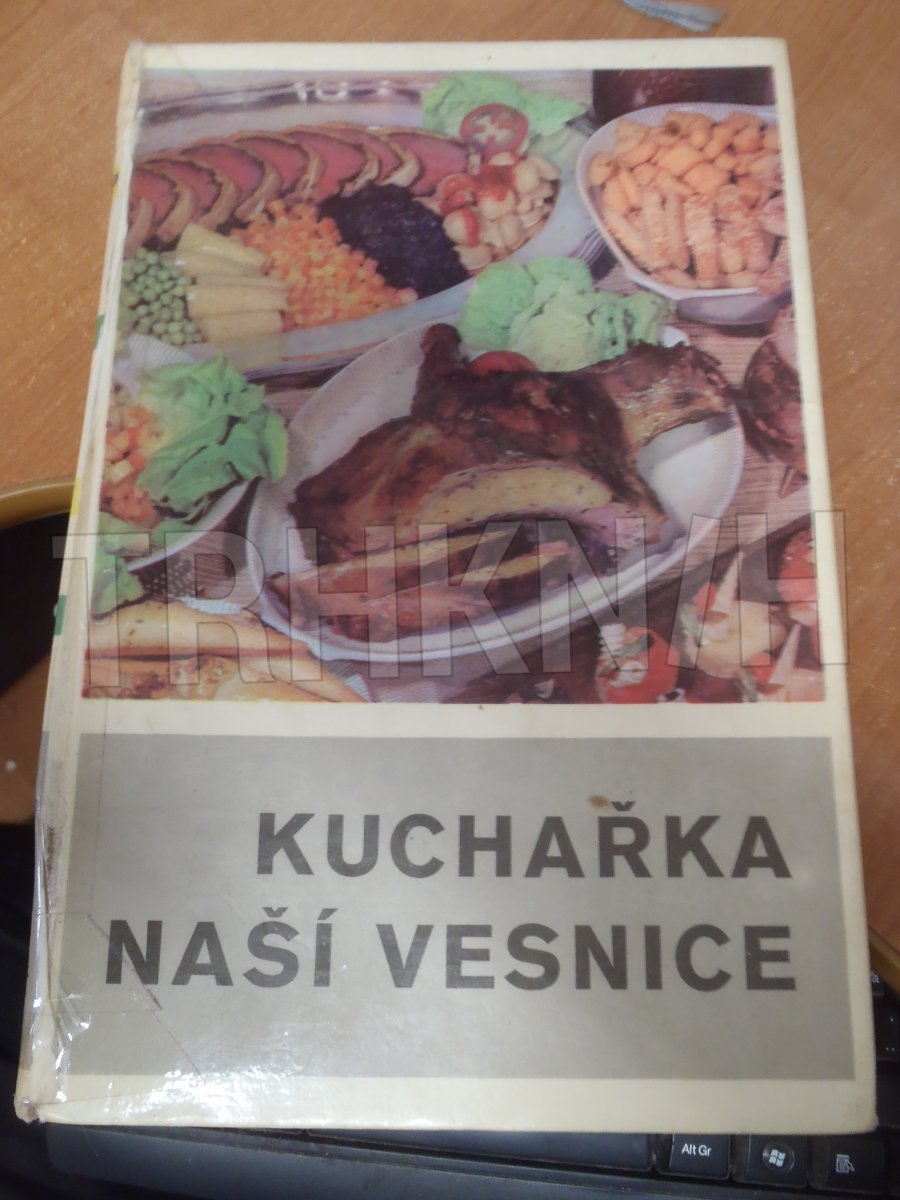 TRHKNIH
KUCHAŘKA
NAŠÍ VESNICE
Alt Gr